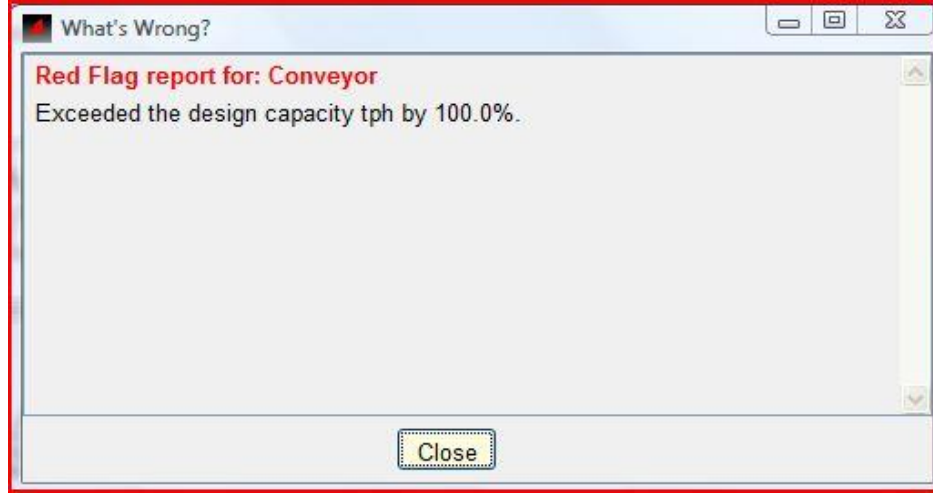 What's Wrong?
Red Flag report for: Conveyor
Exceeded the design capacity tph by 100.0%.
Close